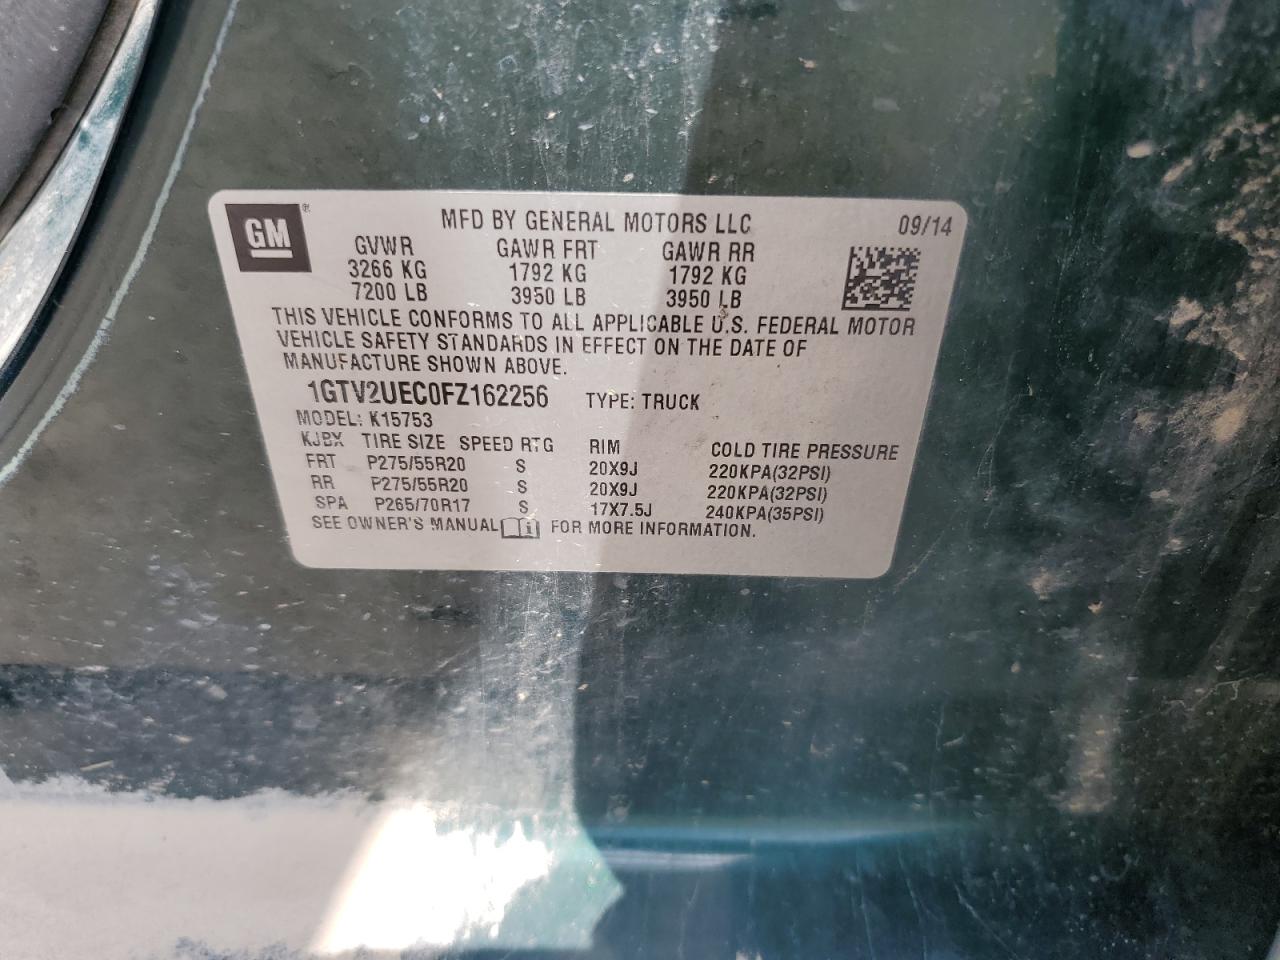 GM ®
MFD BY GENERAL MOTORS LLC 09/14
GVWR GAWR FRT GAWR RR
3266 KG 1792 KG 1792 KG
7200 LB 3950 LB 3950 LB
THIS VEHICLE CONFORMS TO ALL APPLICABLE U.S. FEDERAL MOTOR
VEHICLE SAFETY STANDARDS IN EFFECT ON THE DATE OF
MANUFACTURE SHOWN ABOVE.
1GTV2UEC0FZ162256 TYPE: TRUCK
MODEL: K15753
KJBX TIRE SIZE SPEED RTG RIM COLD TIRE PRESSURE
FRT P275/55R20 S 20X9J 220KPA(32PSI)
RR P275/55R20 S 20X9J 220KPA(32PSI)
SPA P265/70R17 S 17X7.5J 240KPA(35PSI)
SEE OWNER'S MANUAL FOR MORE INFORMATION.